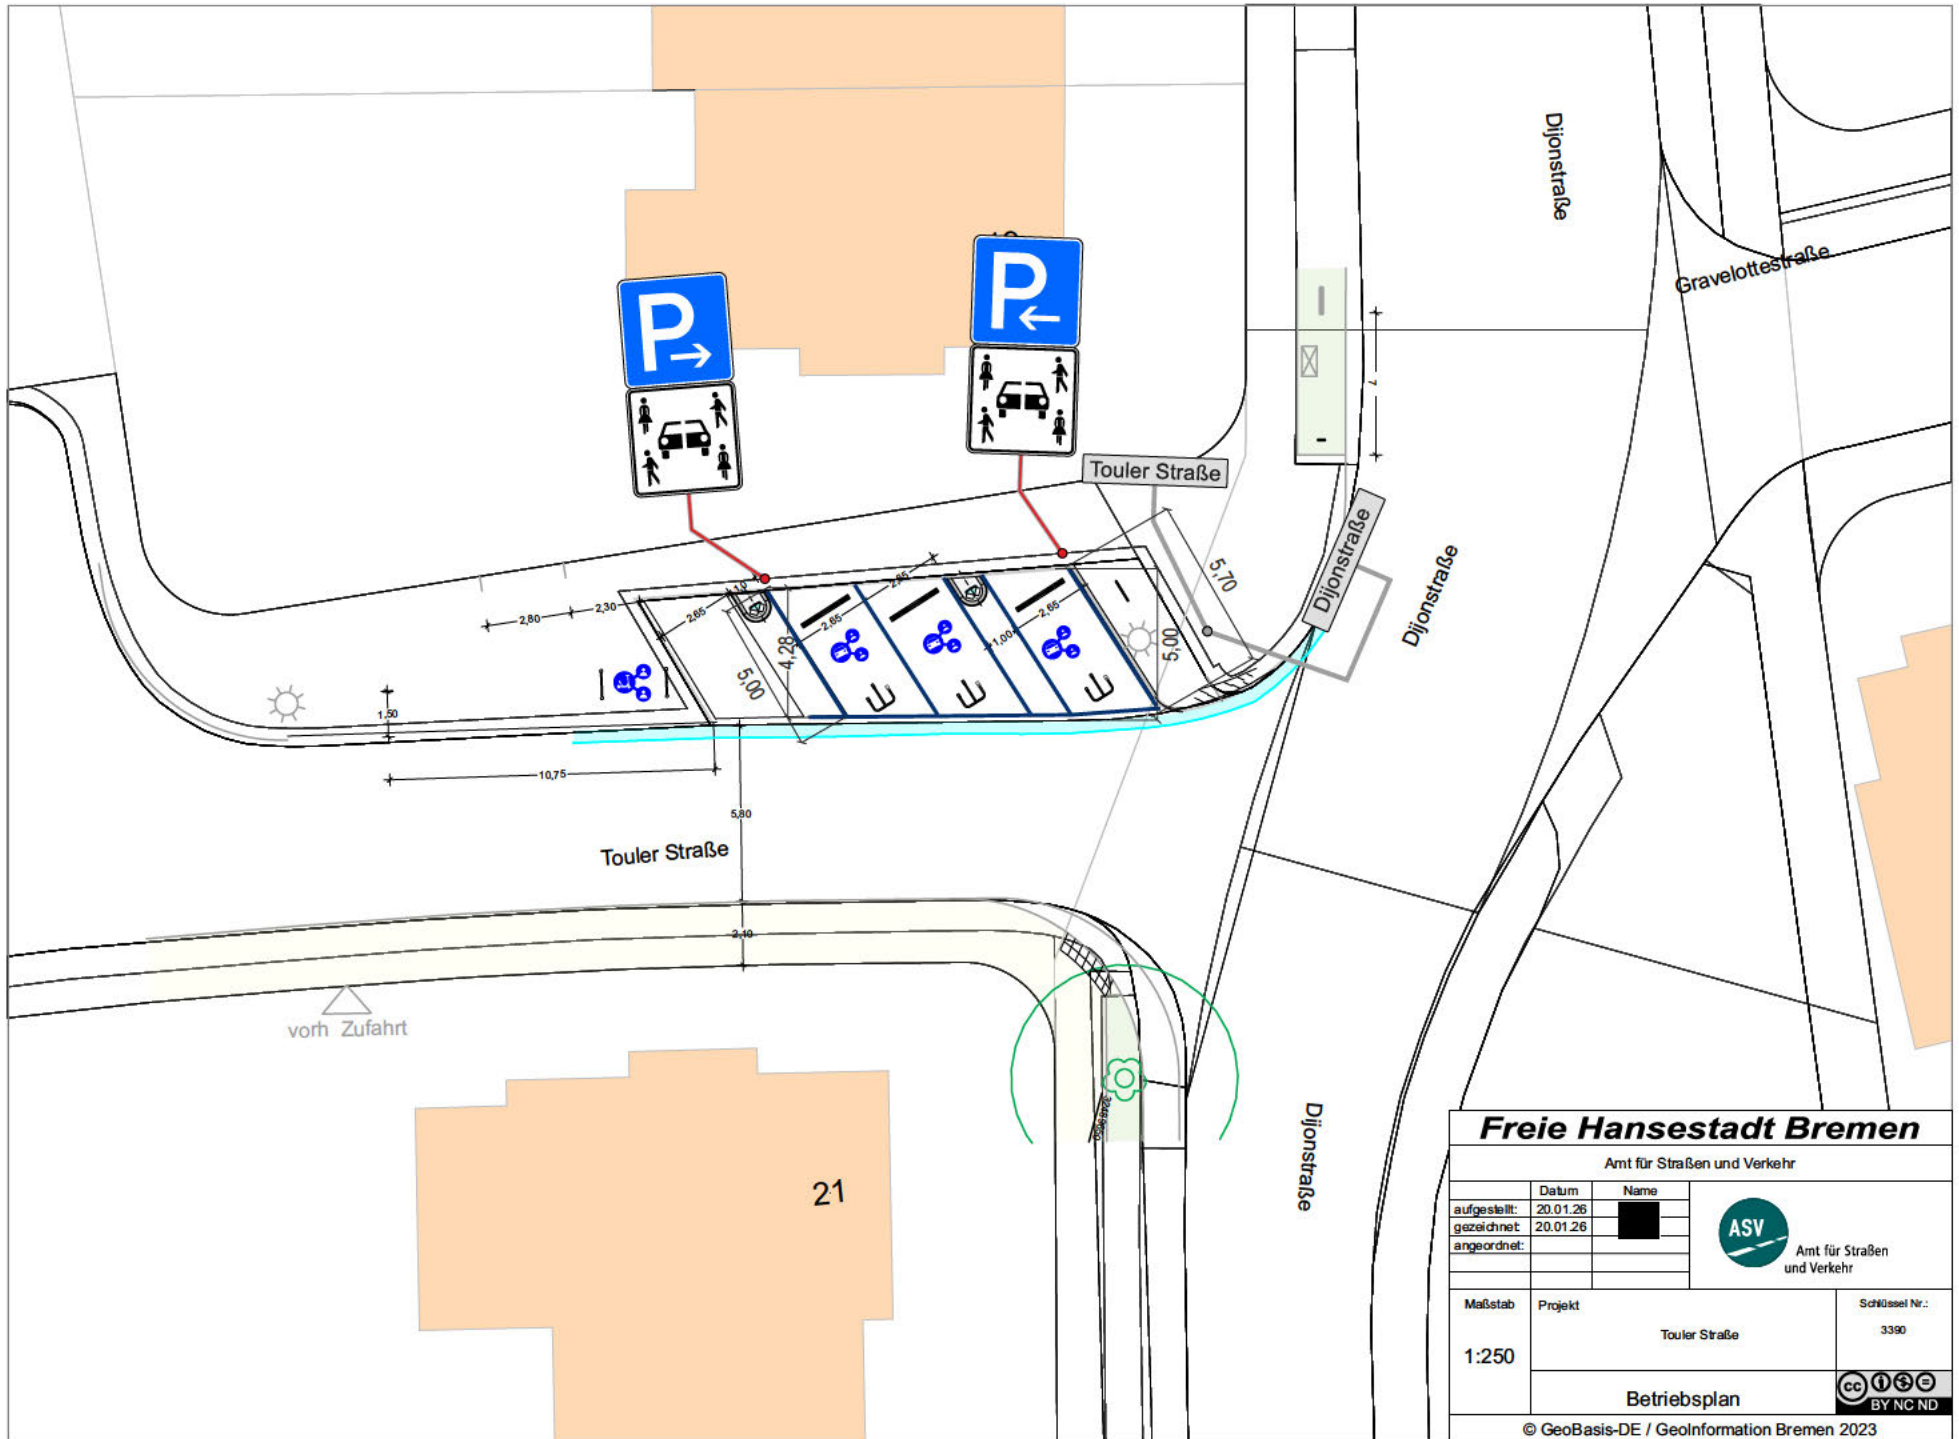 Dijonstraße
Gravelottestraße
P
P
Touler Straße
Dijonstraße
Dijonstraße
5,70
2,80
2,30
2,65
1,0
2,65
2,65
1,00
2,65
5,00
4,28
5,00
7
1,50
10,75
5,80
Touler Straße
2,10
vorh Zufahrt
21
Dijonstraße
Freie Hansestadt Bremen
Amt für Straßen und Verkehr
Datum Name
aufgestellt: 20.01.26
gezeichnet: 20.01.26
angeordnet:
ASV
Amt für Straßen
und Verkehr
Maßstab Projekt Schlüssel Nr.:
Touler Straße 3390
1:250
Betriebsplan
cc BY NC ND
© GeoBasis-DE / GeoInformation Bremen 2023